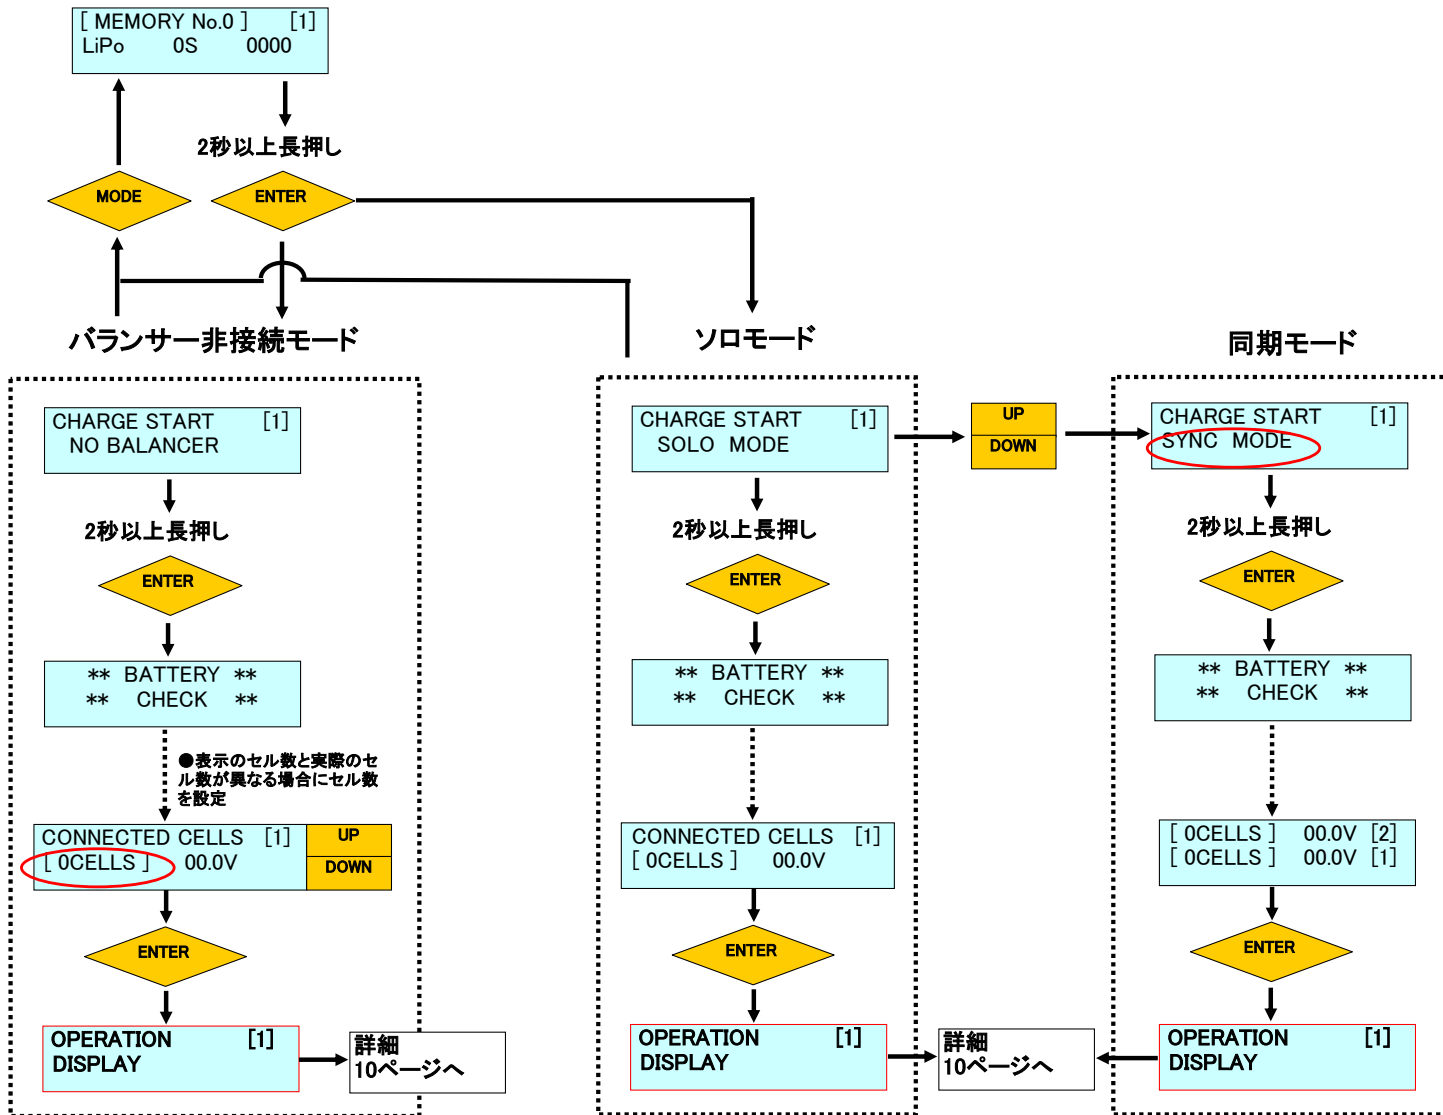 [ MEMORY No.0 ] [1]
LiPo 0S 0000
2秒以上長押し
MODE
ENTER
バランサー非接続モード
ソロモード
同期モード
CHARGE START [1]
NO BALANCER
2秒以上長押し
ENTER
** BATTERY **
** CHECK **
●表示のセル数と実際のセ
ル数が異なる場合にセル数
を設定
CONNECTED CELLS [1]
[ 0CELLS ] 00.0V
UP
DOWN
ENTER
OPERATION [1]
DISPLAY
詳細
10ページへ
CHARGE START [1]
SOLO MODE
UP
DOWN
2秒以上長押し
ENTER
** BATTERY **
** CHECK **
CONNECTED CELLS [1]
[ 0CELLS ] 00.0V
ENTER
OPERATION [1]
DISPLAY
詳細
10ページへ
CHARGE START [1]
SYNC MODE
2秒以上長押し
ENTER
** BATTERY **
** CHECK **
[ 0CELLS ] 00.0V [2]
[ 0CELLS ] 00.0V [1]
ENTER
OPERATION [1]
DISPLAY